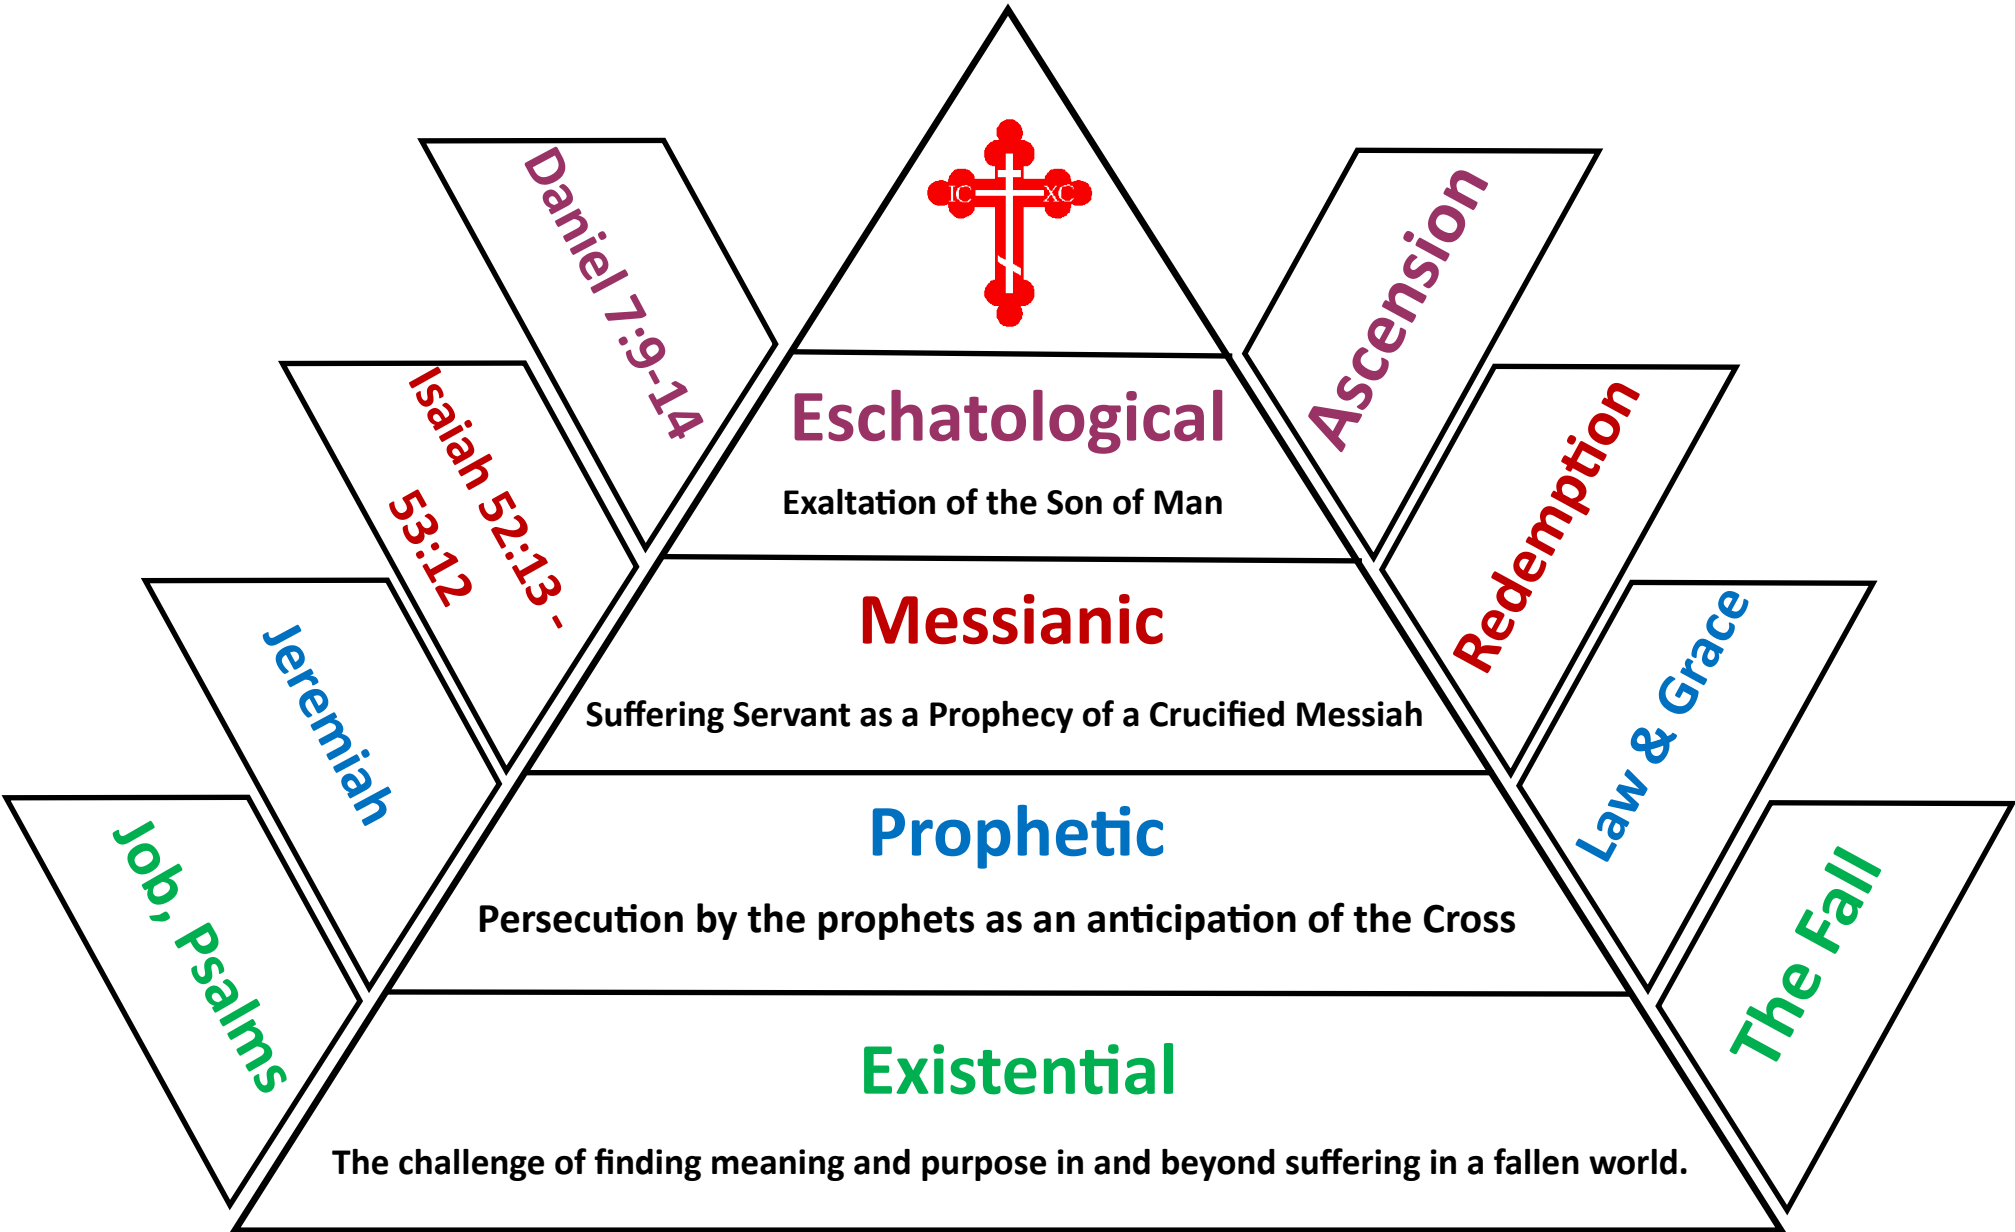 IC XC
Daniel 7:9-14
Eschatological
Exaltation of the Son of Man
Ascension
Isaiah 52:13 -
53:12
Messianic
Suffering Servant as a Prophecy of a Crucified Messiah
Redemption
Jeremiah
Prophetic
Persecution by the prophets as an anticipation of the Cross
Law & Grace
Job, Psalms
Existential
The challenge of finding meaning and purpose in and beyond suffering in a fallen world.
The Fall